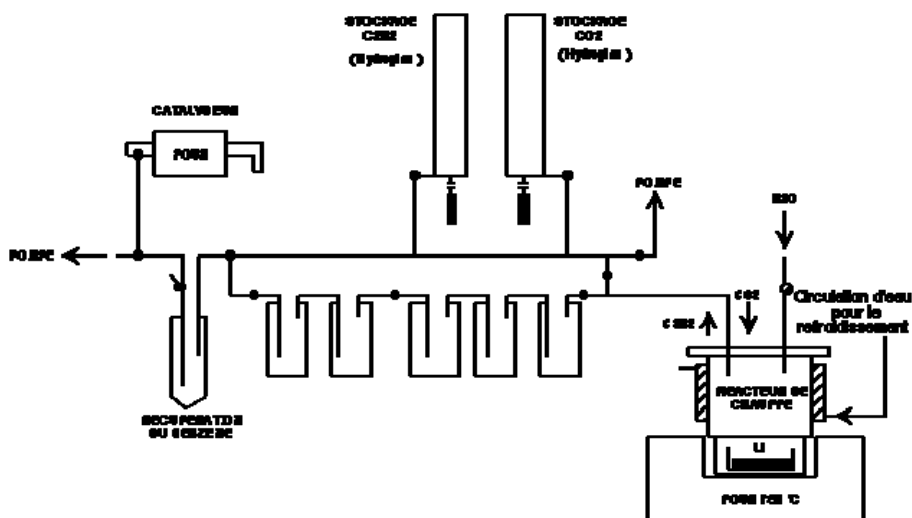 STOCKAGE
C2H2
STOCKAGE
CO2
CATALYSEUR
FOUR
POMPE
H2O
POMPE
CO2
C2H2
Circulation d'eau
pour le
refroidissement
REACTEUR DE
CHAUFFE
RECUPERATION
DU BENZENE
Li
FOUR °C